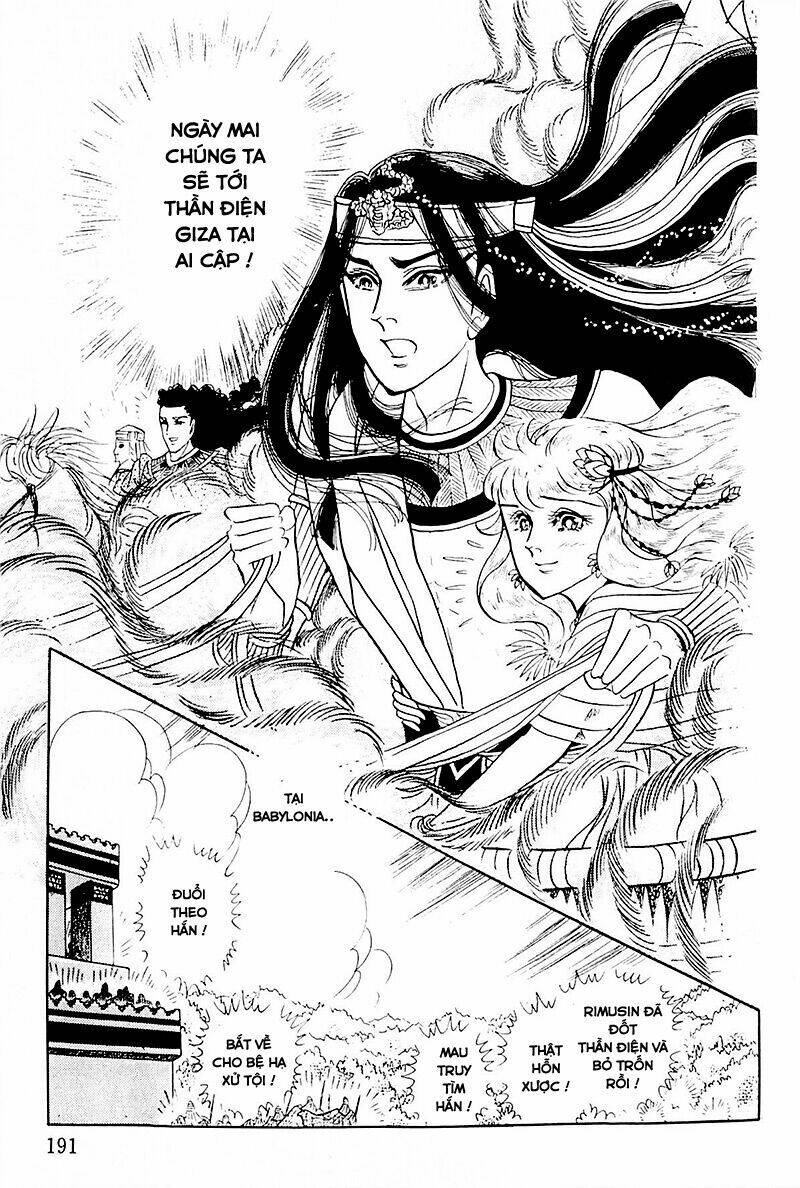 NGÀY MAI
CHÚNG TA
SẼ TỚI
THẦN ĐIỆN
GIZA TẠI
AI CẬP !
TẠI
BABYLONIA..
RIMUSIN ĐÃ
ĐỐT
THẦN ĐIỆN VÀ
BỎ TRỐN
RỒI !
THẬT
HỖN
XƯỢC !
MAU
TRUY
TÌM
HẮN !
ĐUỔI
THEO
HẮN !
BẮT VỀ
CHO BỆ HẠ
XỬ TỘI !
191